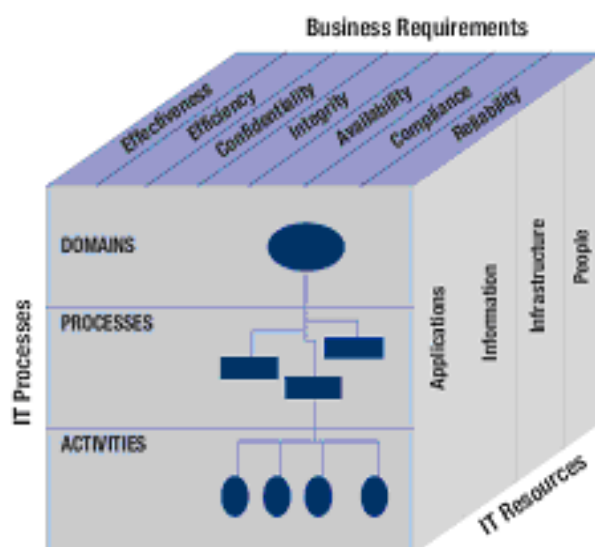 Business Requirements
Effectiveness
Efficiency
Confidentiality
Integrity
Availability
Compliance
Reliability
IT Processes
DOMAINS
PROCESSES
ACTIVITIES
Applications
Information
Infrastructure
People
IT Resources